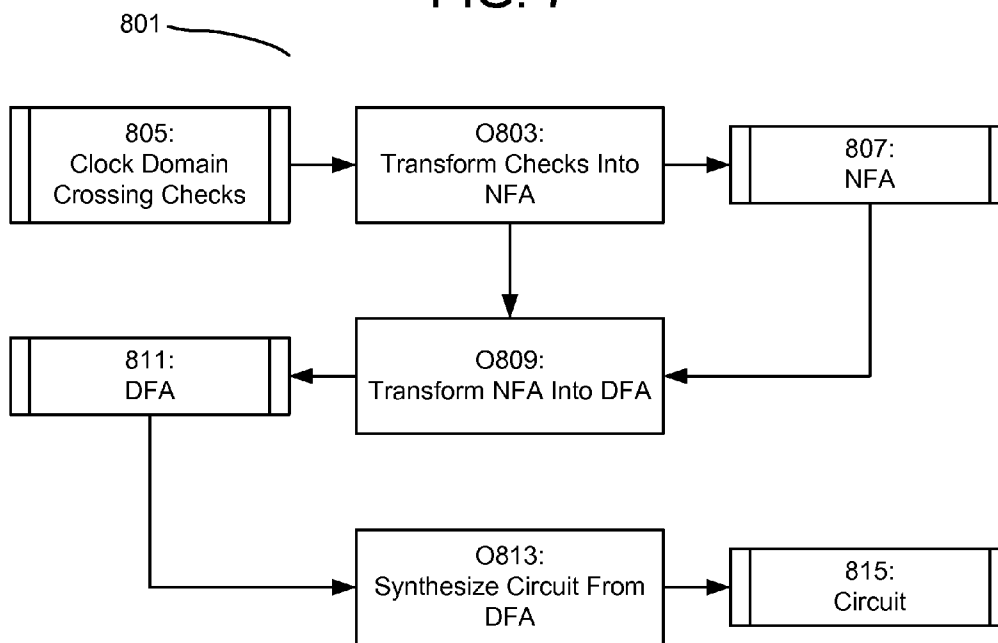 801
805:
Clock Domain
Crossing Checks
O803:
Transform Checks Into
NFA
807:
NFA
811:
DFA
O809:
Transform NFA Into DFA
O813:
Synthesize Circuit From
DFA
815:
Circuit